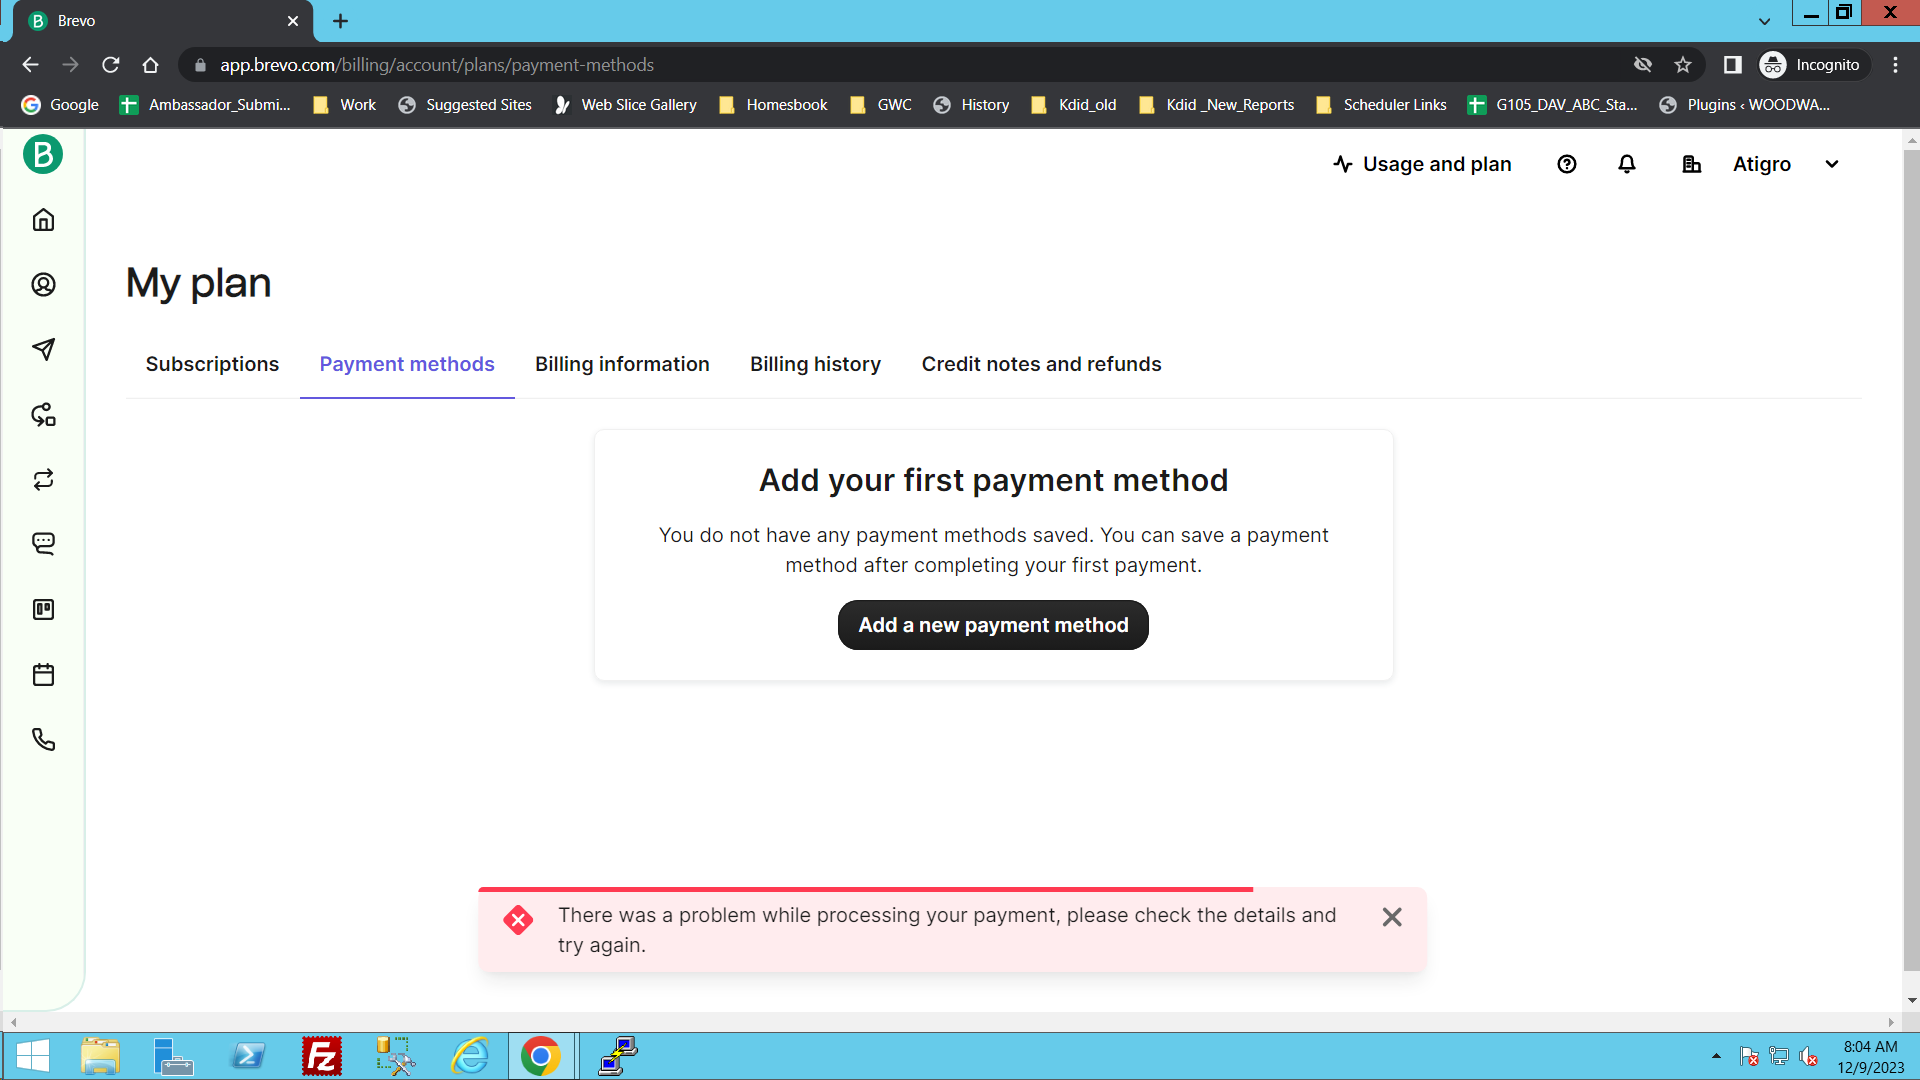 Brevo
app.brevo.com/billing/account/plans/payment-methods
Incognito
Google
Ambassador_Submi...
Work
Suggested Sites
Web Slice Gallery
Homesbook
GWC
History
Kdid_old
Kdid _New_Reports
Scheduler Links
G105_DAV_ABC_Sta...
Plugins ‹ WOODWA...
B
Usage and plan
Atigro
My plan
Subscriptions
Payment methods
Billing information
Billing history
Credit notes and refunds
Add your first payment method
You do not have any payment methods saved. You can save a payment
method after completing your first payment.
Add a new payment method
There was a problem while processing your payment, please check the details and
try again.
8:04 AM
12/9/2023